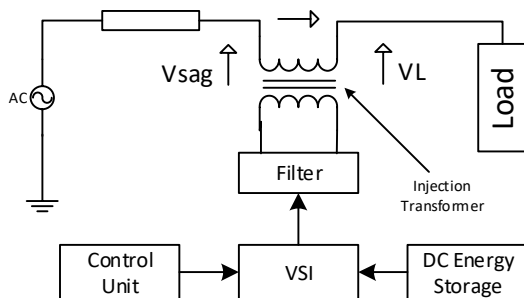 Vsag
VL
AC
Load
Filter
Injection
Transformer
Control
Unit
VSI
DC Energy
Storage